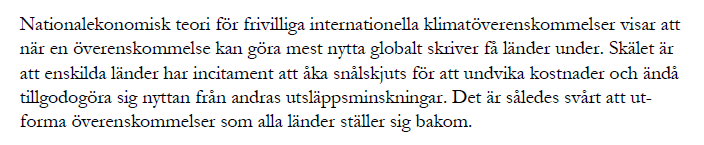 Nationalekonomisk teori för frivilliga internationella klimatöverenskommelser visar att
när en överenskommelse kan göra mest nytta globalt skriver få länder under. Skälet är
att enskilda länder har incitament att åka snålskjuts för att undvika kostnader och ändå
tillgodogöra sig nyttan från andras utsläppsminskningar. Det är således svårt att ut-
forma överenskommelser som alla länder ställer sig bakom.